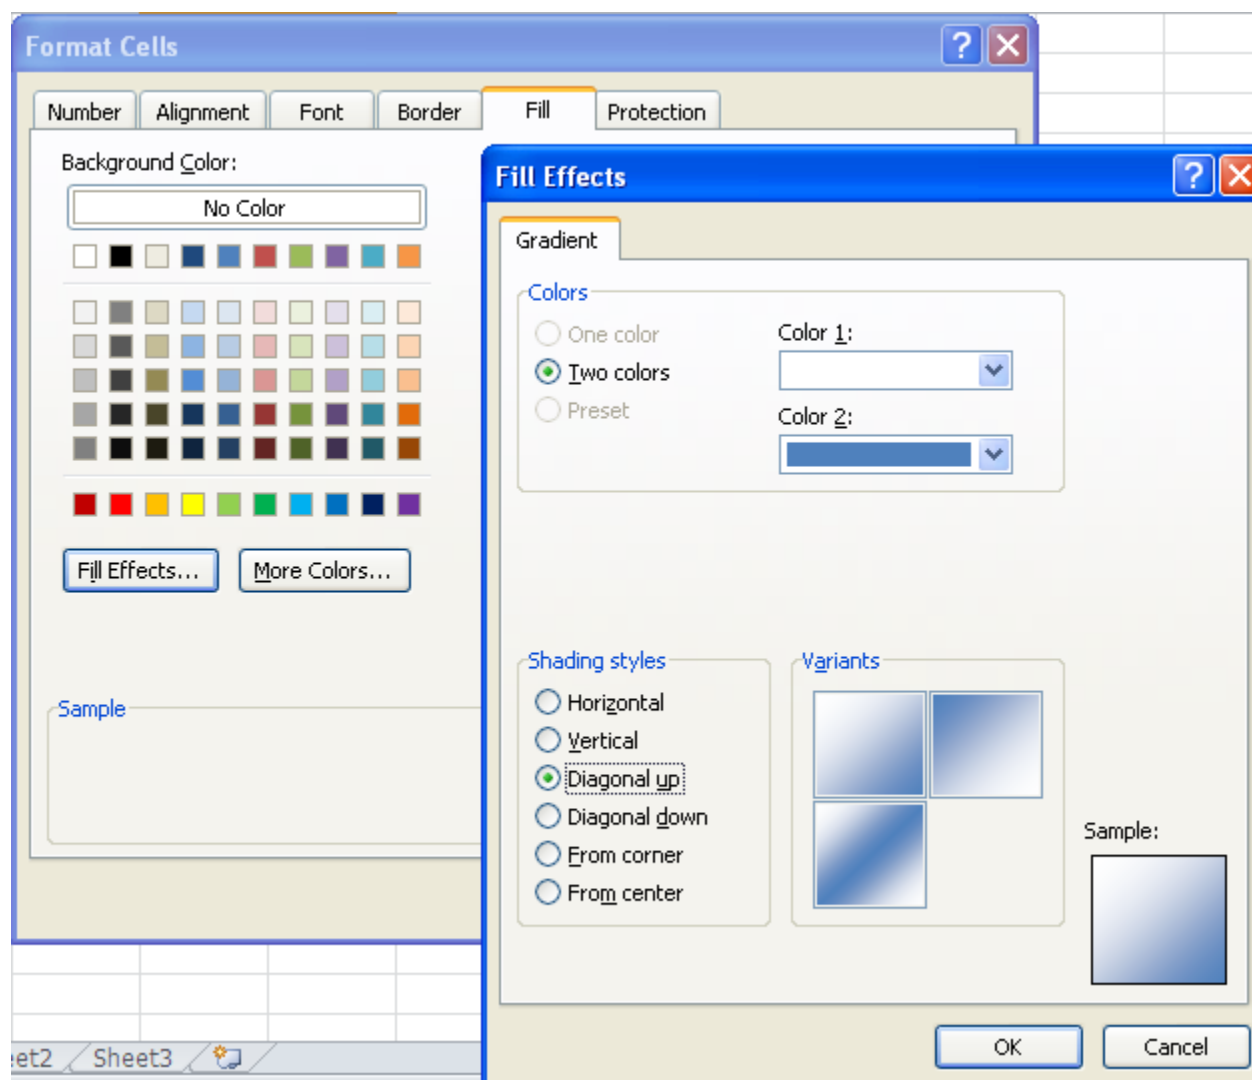 Format Cells
Number Alignment Font Border Fill Protection
Background Color:
No Color
Fill Effects... More Colors...
Sample
Fill Effects
Gradient
Colors
One color
Two colors
Preset
Color 1:
Color 2:
Shading styles
Horizontal
Vertical
Diagonal up
Diagonal down
From corner
From center
Variants
Sample:
OK Cancel
eet2 Sheet3